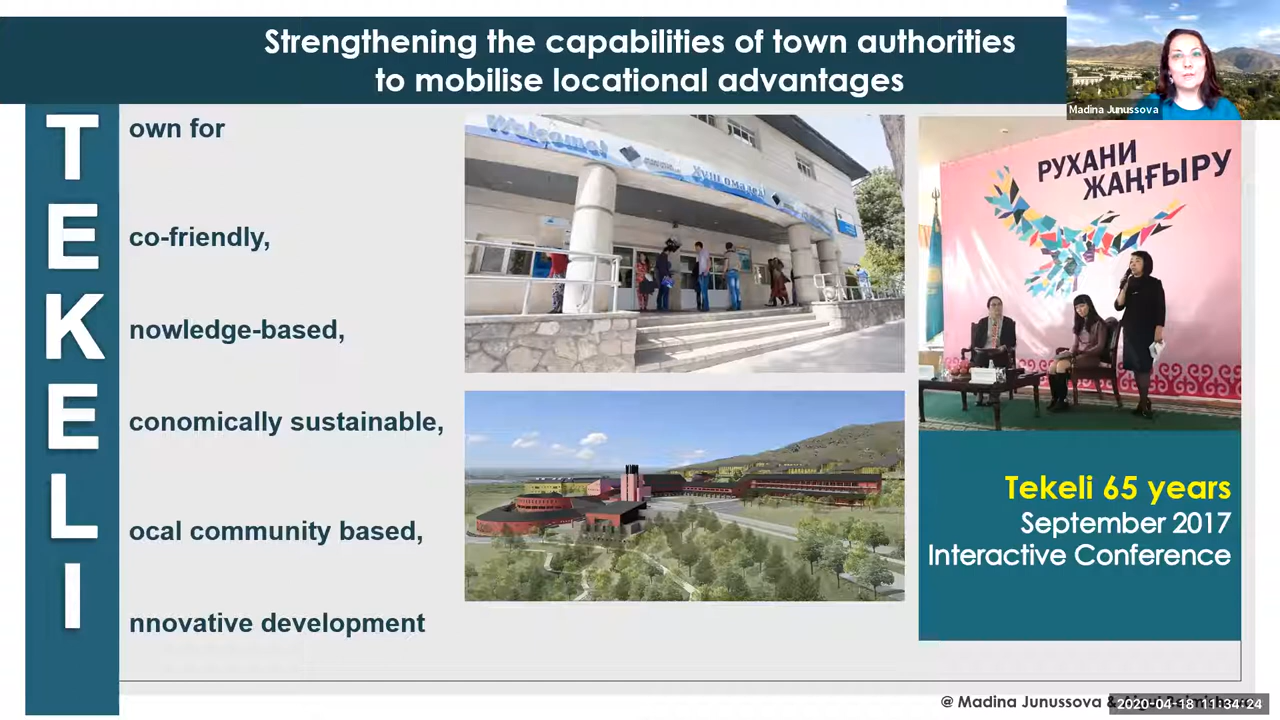 Strengthening the capabilities of town authorities
to mobilise locational advantages
Madina Junussova
T own for
E co-friendly,
K nowledge-based,
E conomically sustainable,
L ocal community based,
I nnovative development
Welcome!
Хуш омадед!
РУХАНИ
ЖАҢҒЫРУ
Tekeli 65 years
September 2017
Interactive Conference
@ Madina Junussova &
2020-04-18 11:34:24